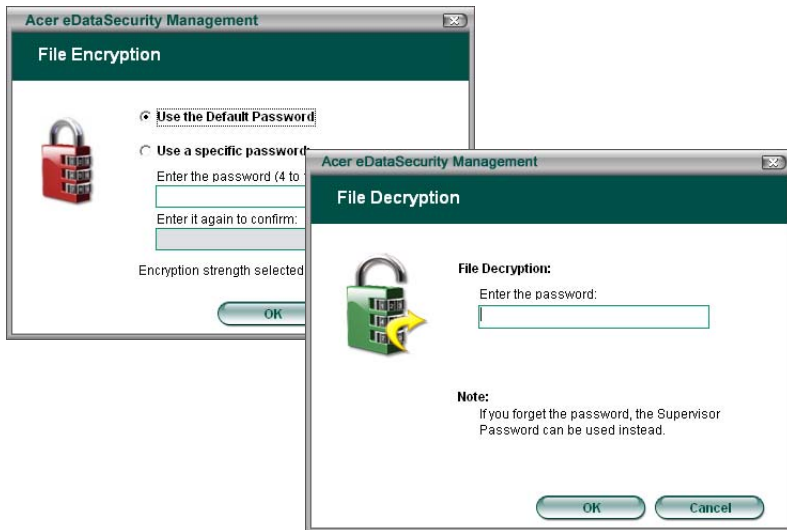 Acer eDataSecurity Management
File Encryption
Use the Default Password
Use a specific password:
Enter the password (4 to
Enter it again to confirm:
Encryption strength selected
OK
Acer eDataSecurity Management
File Decryption
File Decryption:
Enter the password:
Note:
If you forget the password, the Supervisor
Password can be used instead.
OK
Cancel